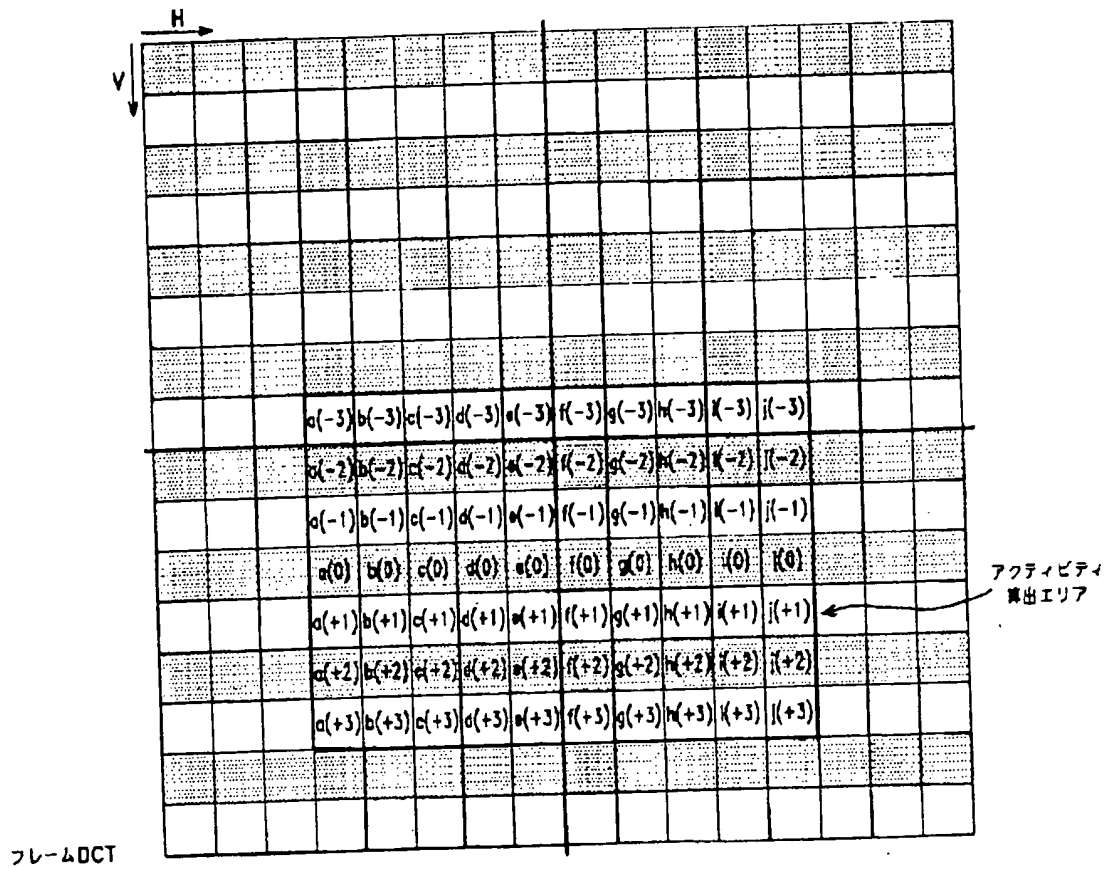 H
V
a(-3) b(-3) c(-3) d(-3) e(-3) f(-3) g(-3) h(-3) i(-3) j(-3)
a(-2) b(-2) c(-2) d(-2) e(-2) f(-2) g(-2) h(-2) i(-2) j(-2)
a(-1) b(-1) c(-1) d(-1) e(-1) f(-1) g(-1) h(-1) i(-1) j(-1)
a(0) b(0) c(0) d(0) e(0) f(0) g(0) h(0) i(0) j(0)
a(+1) b(+1) c(+1) d(+1) e(+1) f(+1) g(+1) h(+1) i(+1) j(+1)
a(+2) b(+2) c(+2) d(+2) e(+2) f(+2) g(+2) h(+2) i(+2) j(+2)
a(+3) b(+3) c(+3) d(+3) e(+3) f(+3) g(+3) h(+3) i(+3) j(+3)
アクティビティ
算出エリア
フレームDCT